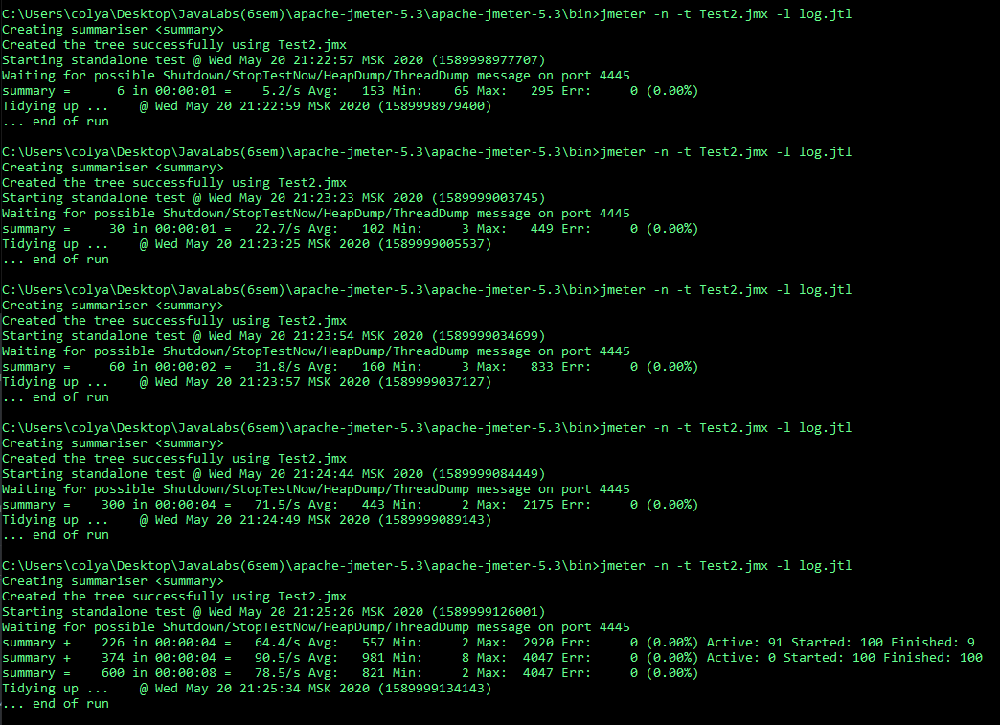 C:\Users\colya\Desktop\JavaLabs(6sem)\apache-jmeter-5.3\apache-jmeter-5.3\bin>jmeter -n -t Test2.jmx -l log.jtl
Creating summariser <summary>
Created the tree successfully using Test2.jmx
Starting standalone test @ Wed May 20 21:22:57 MSK 2020 (1589998977707)
Waiting for possible Shutdown/StopTestNow/HeapDump/ThreadDump message on port 4445
summary =      6 in 00:00:01 =    5.2/s Avg:   153 Min:    65 Max:   295 Err:     0 (0.00%)
Tidying up ...    @ Wed May 20 21:22:59 MSK 2020 (1589998979400)
... end of run

C:\Users\colya\Desktop\JavaLabs(6sem)\apache-jmeter-5.3\apache-jmeter-5.3\bin>jmeter -n -t Test2.jmx -l log.jtl
Creating summariser <summary>
Created the tree successfully using Test2.jmx
Starting standalone test @ Wed May 20 21:23:23 MSK 2020 (1589999003745)
Waiting for possible Shutdown/StopTestNow/HeapDump/ThreadDump message on port 4445
summary =     30 in 00:00:01 =   22.7/s Avg:   102 Min:     3 Max:   449 Err:     0 (0.00%)
Tidying up ...    @ Wed May 20 21:23:25 MSK 2020 (1589999005537)
... end of run

C:\Users\colya\Desktop\JavaLabs(6sem)\apache-jmeter-5.3\apache-jmeter-5.3\bin>jmeter -n -t Test2.jmx -l log.jtl
Creating summariser <summary>
Created the tree successfully using Test2.jmx
Starting standalone test @ Wed May 20 21:23:54 MSK 2020 (1589999034699)
Waiting for possible Shutdown/StopTestNow/HeapDump/ThreadDump message on port 4445
summary =     60 in 00:00:02 =   31.8/s Avg:   160 Min:     3 Max:   833 Err:     0 (0.00%)
Tidying up ...    @ Wed May 20 21:23:57 MSK 2020 (1589999037127)
... end of run

C:\Users\colya\Desktop\JavaLabs(6sem)\apache-jmeter-5.3\apache-jmeter-5.3\bin>jmeter -n -t Test2.jmx -l log.jtl
Creating summariser <summary>
Created the tree successfully using Test2.jmx
Starting standalone test @ Wed May 20 21:24:44 MSK 2020 (1589999084449)
Waiting for possible Shutdown/StopTestNow/HeapDump/ThreadDump message on port 4445
summary =    300 in 00:00:04 =   71.5/s Avg:   443 Min:     2 Max:  2175 Err:     0 (0.00%)
Tidying up ...    @ Wed May 20 21:24:49 MSK 2020 (1589999089143)
... end of run

C:\Users\colya\Desktop\JavaLabs(6sem)\apache-jmeter-5.3\apache-jmeter-5.3\bin>jmeter -n -t Test2.jmx -l log.jtl
Creating summariser <summary>
Created the tree successfully using Test2.jmx
Starting standalone test @ Wed May 20 21:25:26 MSK 2020 (1589999126001)
Waiting for possible Shutdown/StopTestNow/HeapDump/ThreadDump message on port 4445
summary +    226 in 00:00:04 =   64.4/s Avg:   557 Min:     2 Max:  2920 Err:     0 (0.00%) Active: 91 Started: 100 Finished: 9
summary +    374 in 00:00:04 =   90.5/s Avg:   981 Min:     8 Max:  4047 Err:     0 (0.00%) Active: 0 Started: 100 Finished: 100
summary =    600 in 00:00:08 =   78.5/s Avg:   821 Min:     2 Max:  4047 Err:     0 (0.00%)
Tidying up ...    @ Wed May 20 21:25:34 MSK 2020 (1589999134143)
... end of run